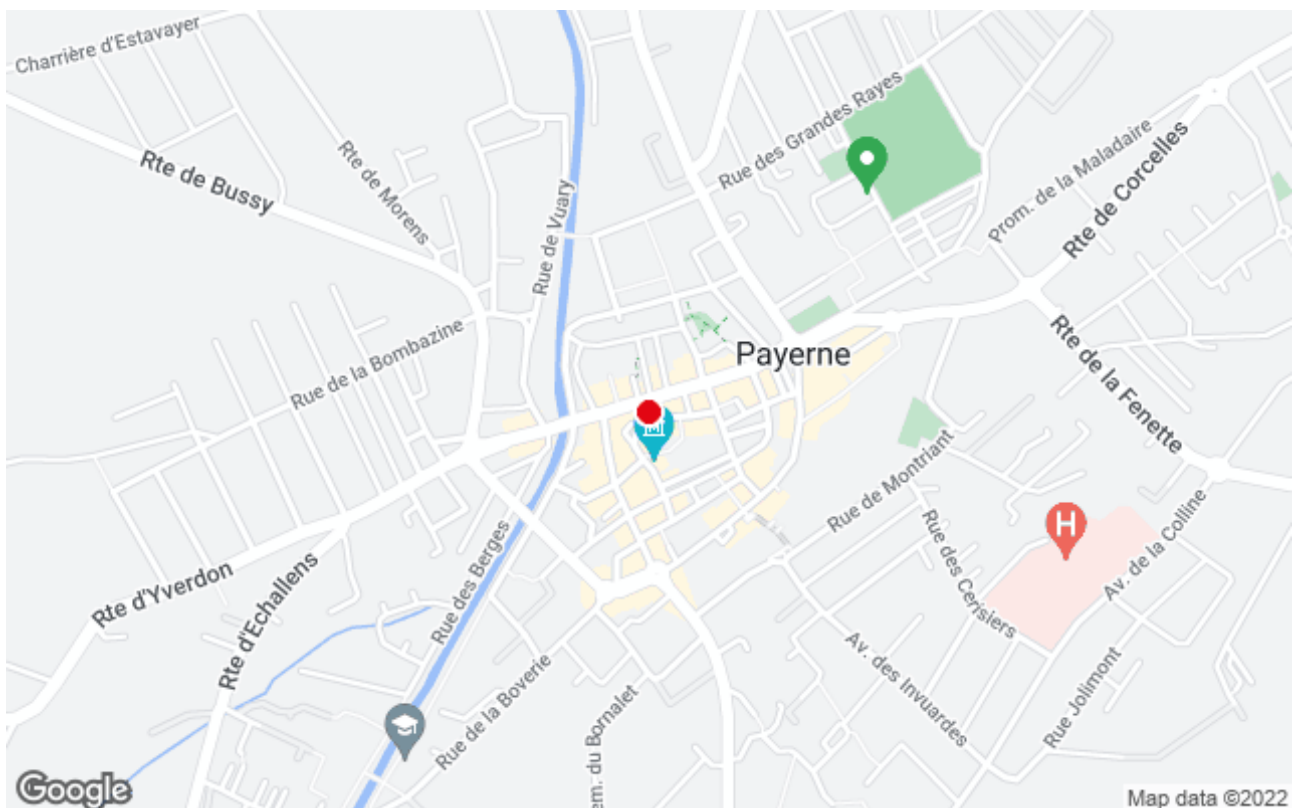 Charrière d'Estavayer
Rte de Bussy
Rte de Morens
Rue de Vuary
Rue des Grandes Rayes
Prom. de la Maladaire
Rte de Corcelles
Rue de la Bombazine
Payerne
Rte de la Fenette
Rue de Montriant
H
Rue des Cerisiers
Av. de la Colline
Rte d'Yverdon
Rte d'Echallens
Rue des Berges
Rue de la Boverie
em. du Bornalet
Av. des Invuardes
Rue Jolimont
Google
Map data ©2022